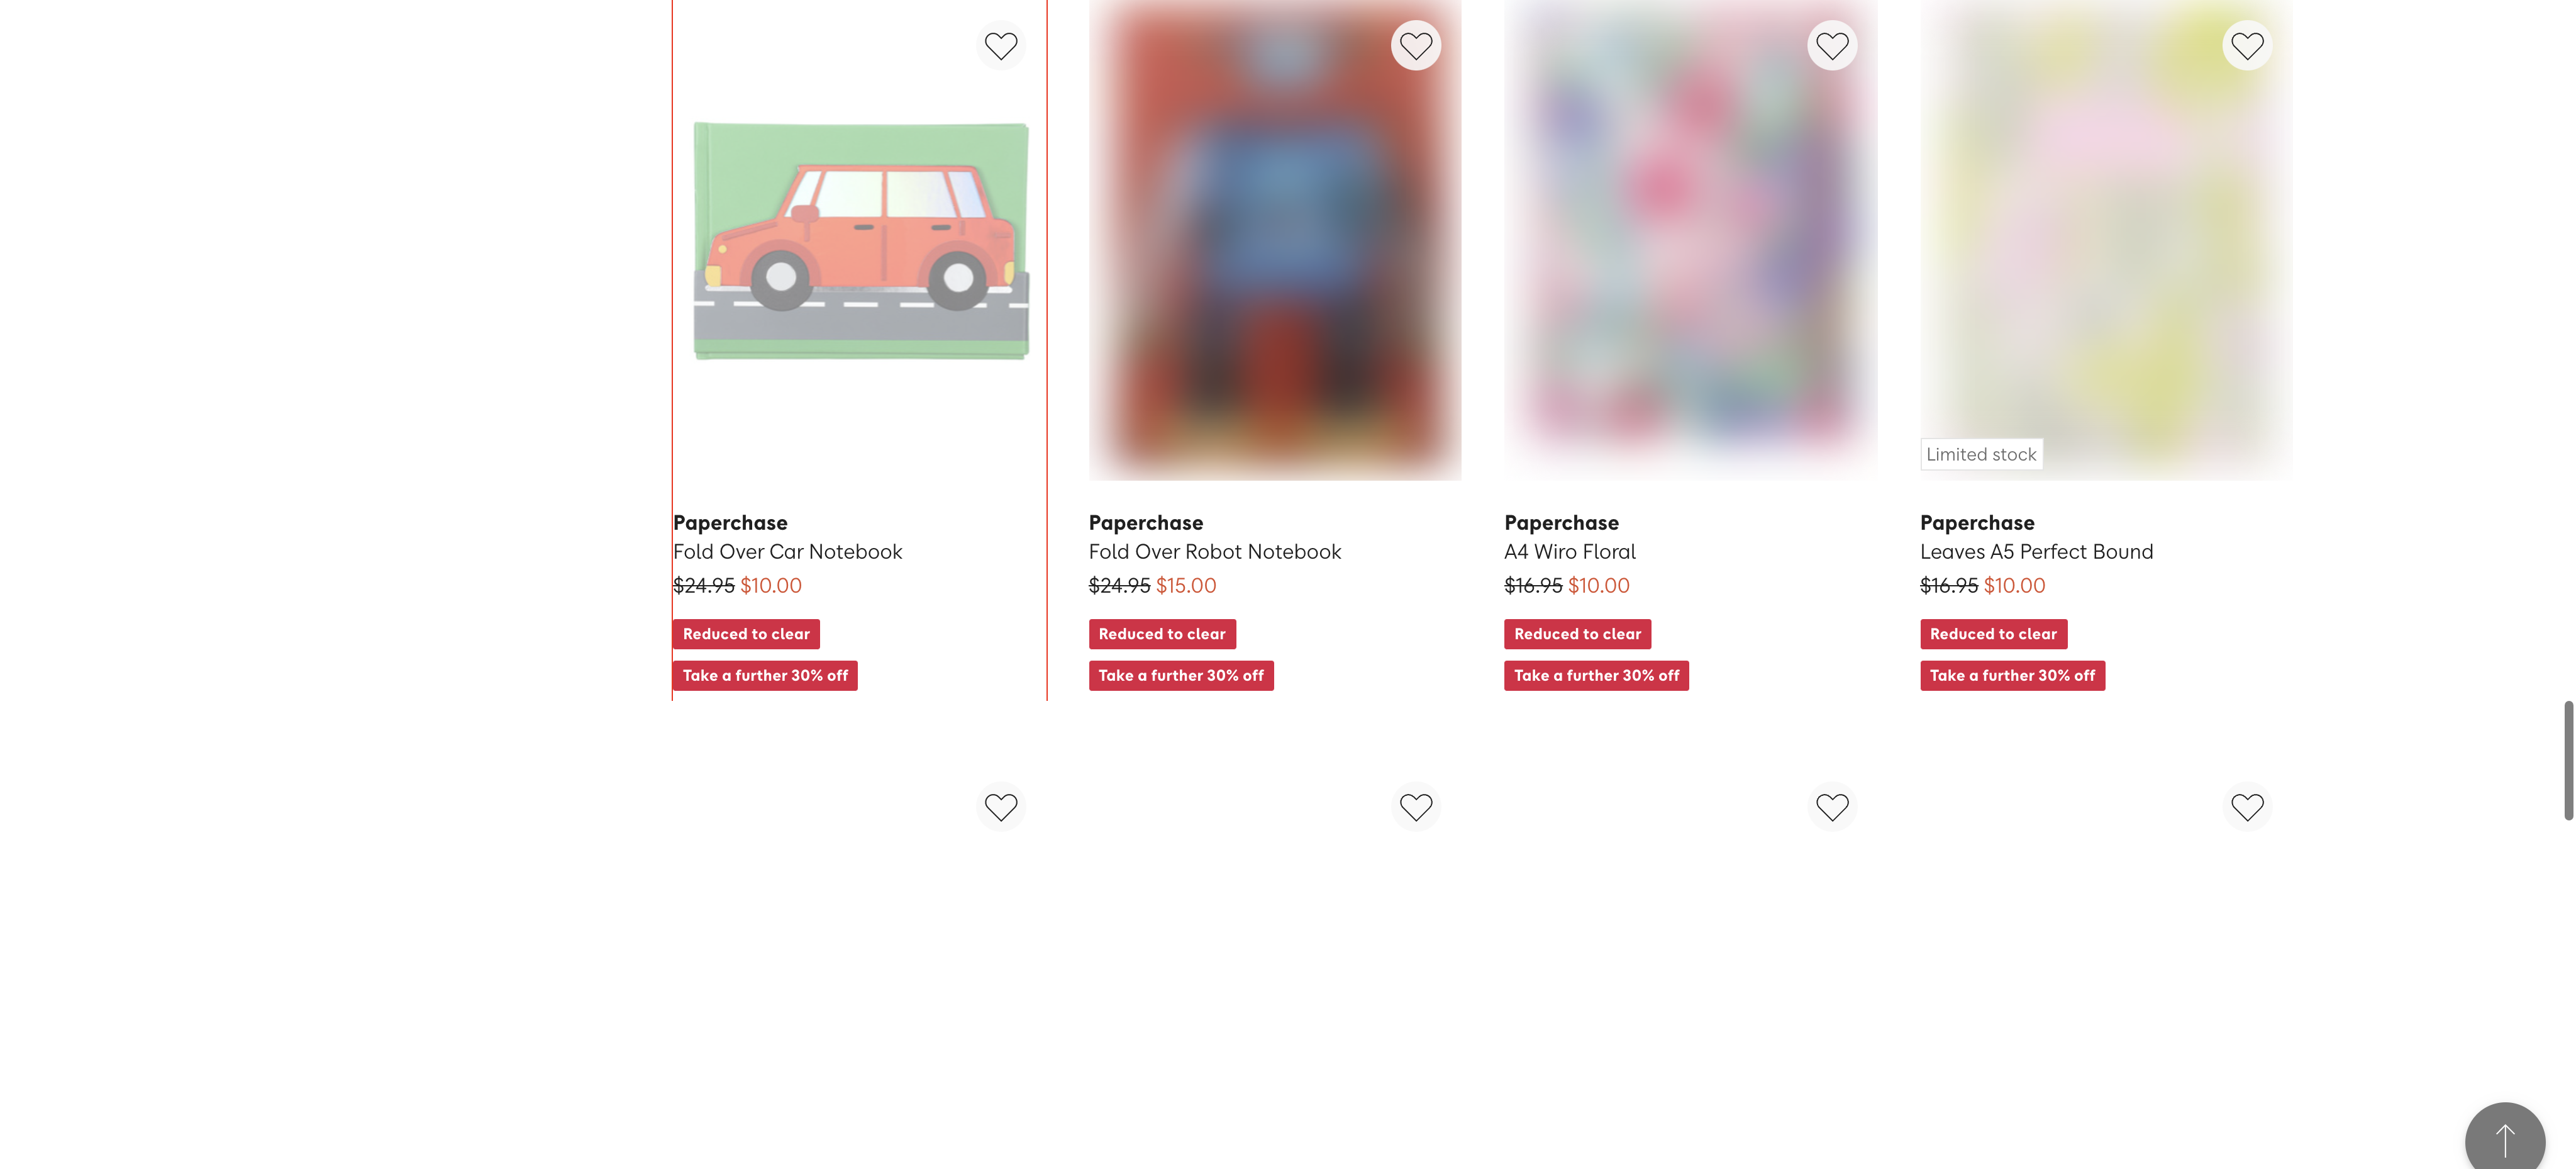 Limited stock
Paperchase
Fold Over Car Notebook
$24.95 $10.00
Reduced to clear
Take a further 30% off
Paperchase
Fold Over Robot Notebook
$24.95 $15.00
Reduced to clear
Take a further 30% off
Paperchase
A4 Wiro Floral
$16.95 $10.00
Reduced to clear
Take a further 30% off
Paperchase
Leaves A5 Perfect Bound
$16.95 $10.00
Reduced to clear
Take a further 30% off